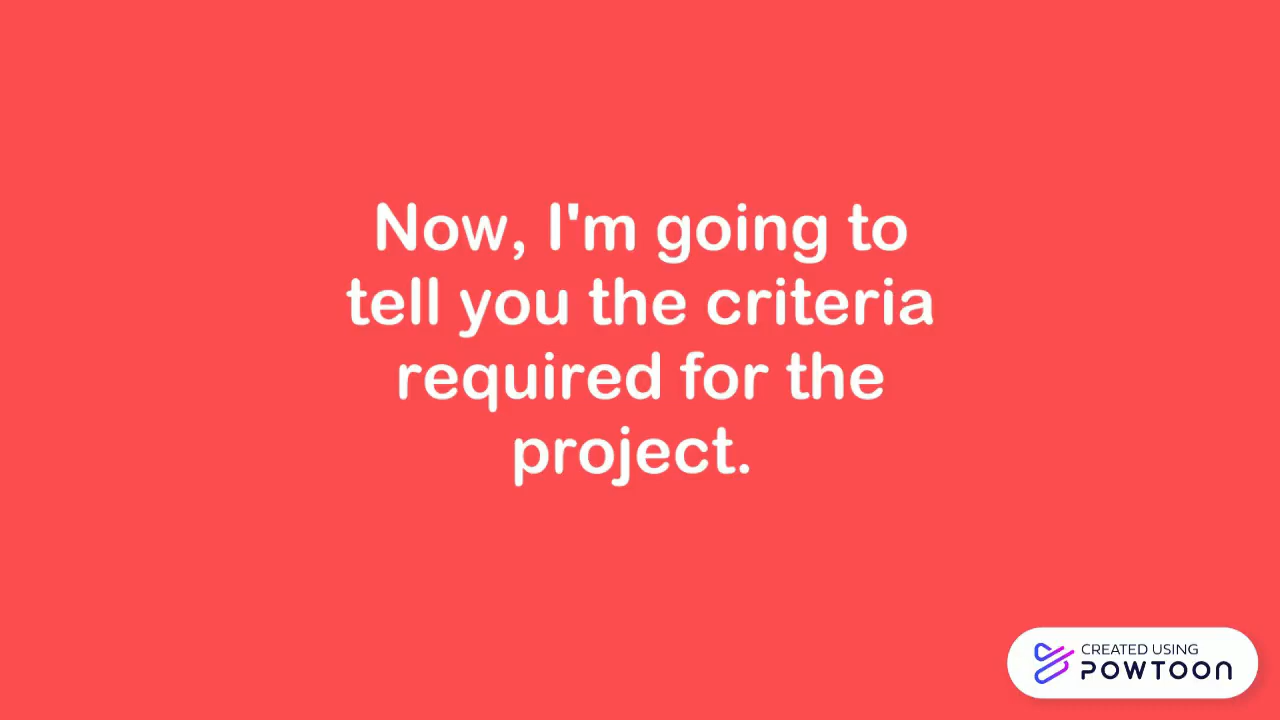 Now, I'm going to
tell you the criteria
required for the
project.
CREATED USING
POWTOON